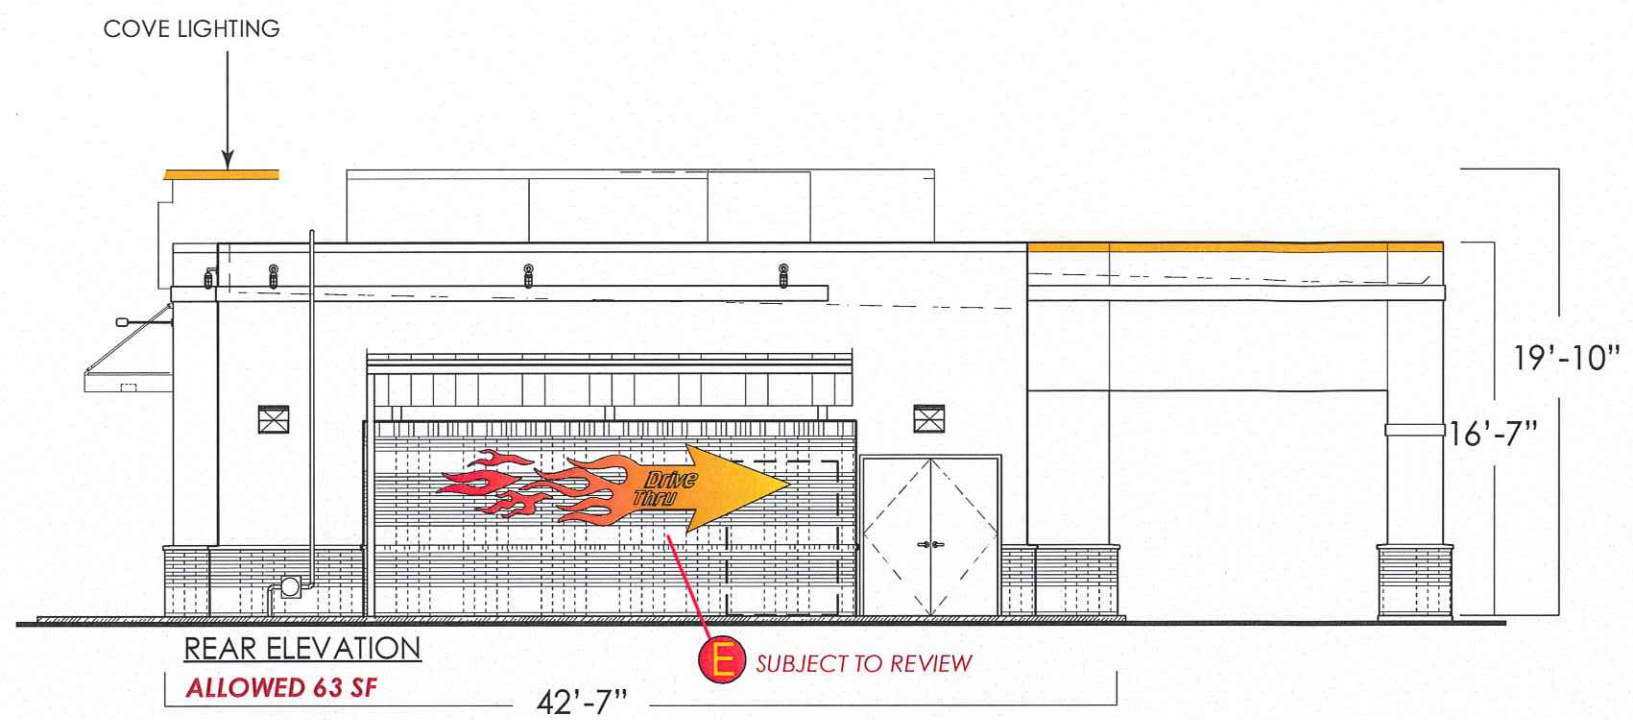 COVE LIGHTING
19'-10"
16'-7"
Drive
Thru
REAR ELEVATION
E SUBJECT TO REVIEW
ALLOWED 63 SF
42'-7"